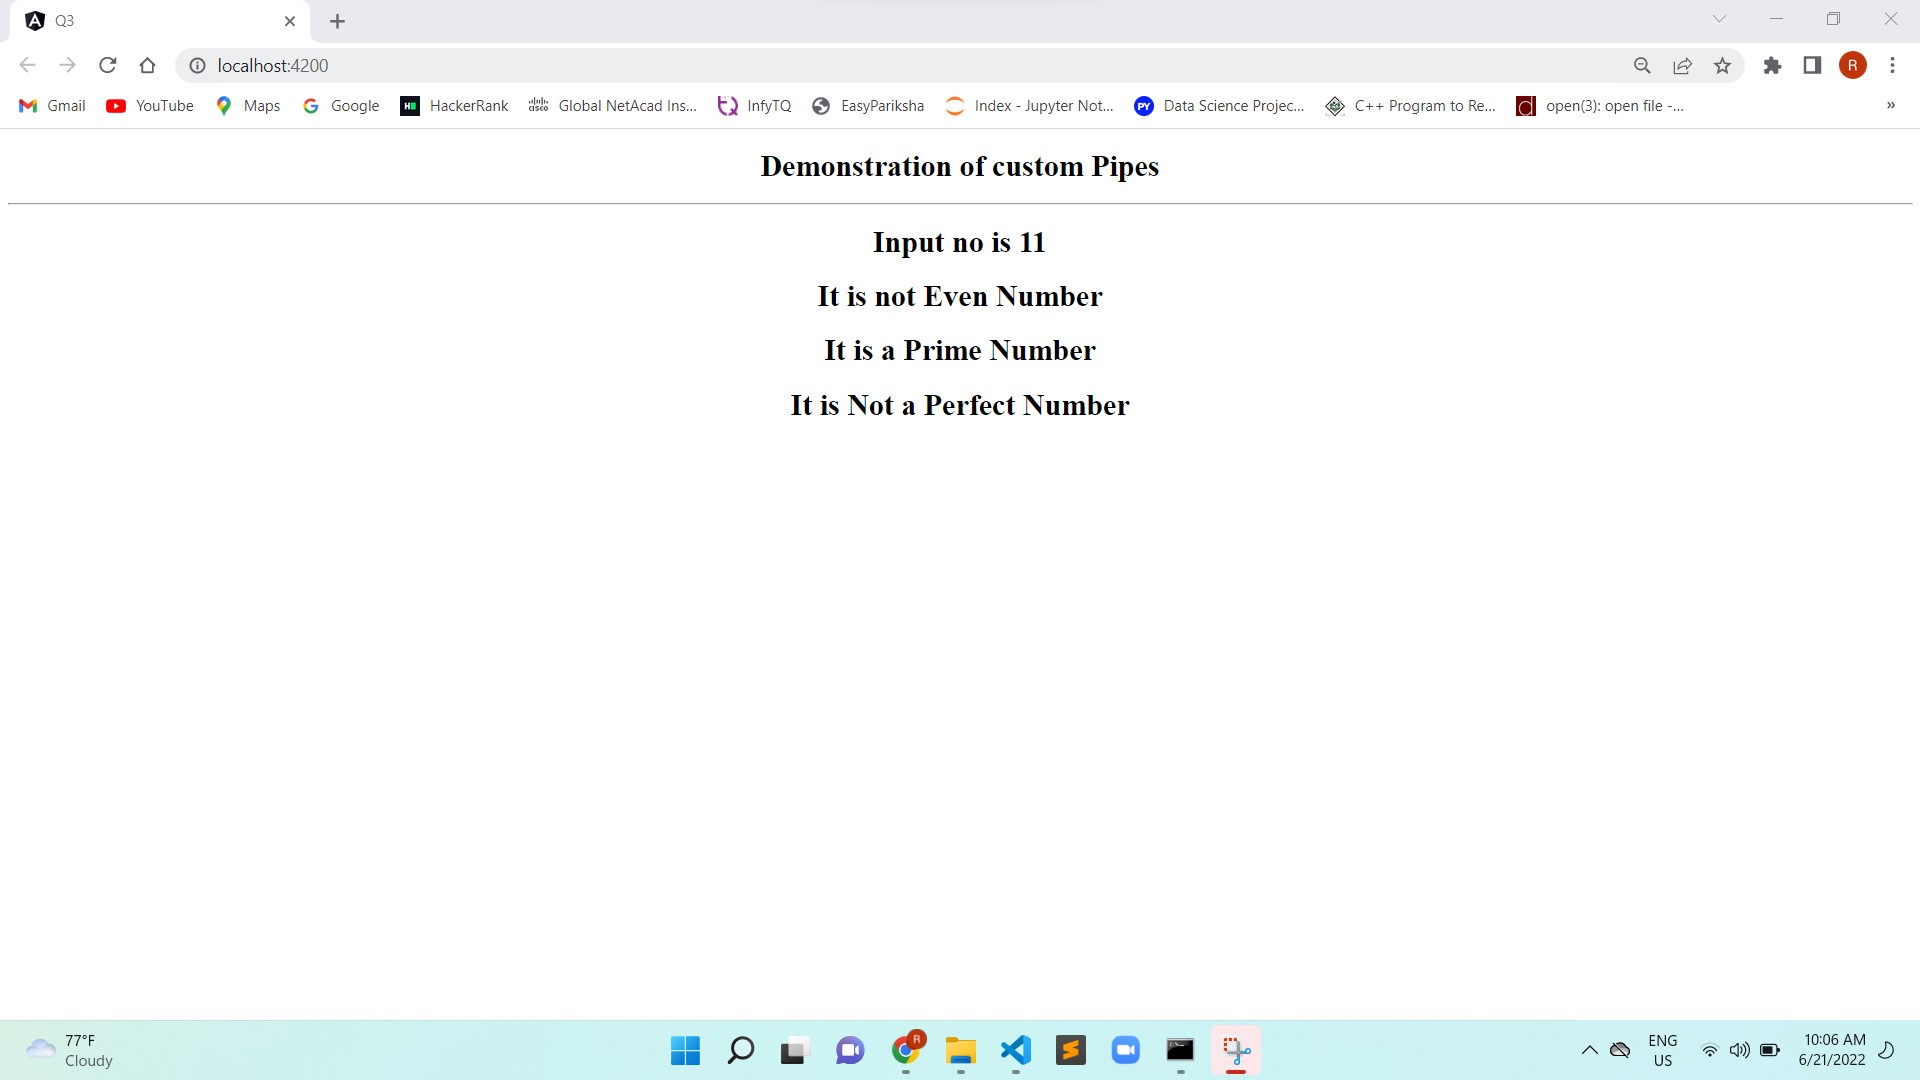 Q3
localhost:4200
R
Gmail YouTube Maps Google HackerRank Global NetAcad Ins... InfyTQ EasyPariksha Index - Jupyter Not... Data Science Projec... C++ Program to Re... open(3): open file -... »
Demonstration of custom Pipes
Input no is 11
It is not Even Number
It is a Prime Number
It is Not a Perfect Number
77°F
Cloudy
R
ENG
US
10:06 AM
6/21/2022